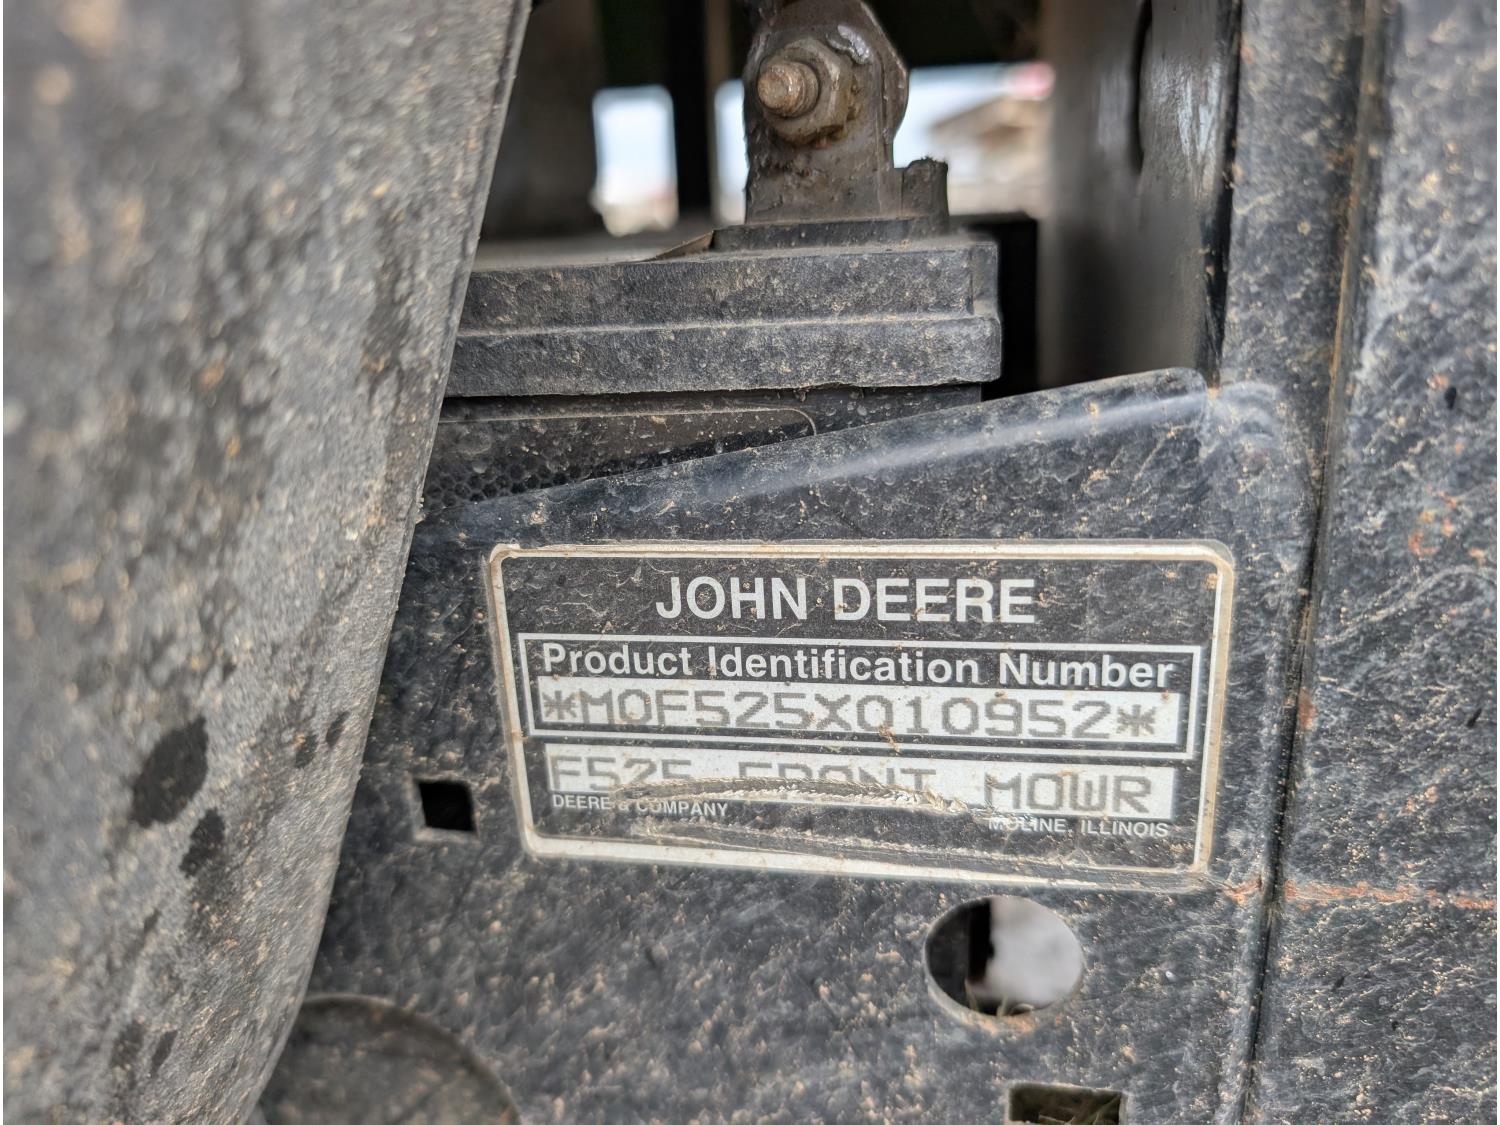 JOHN DEERE
Product Identification Number
*M0F525X010952*
F525 FRONT MOWR
DEERE & COMPANY MOLINE, ILLINOIS